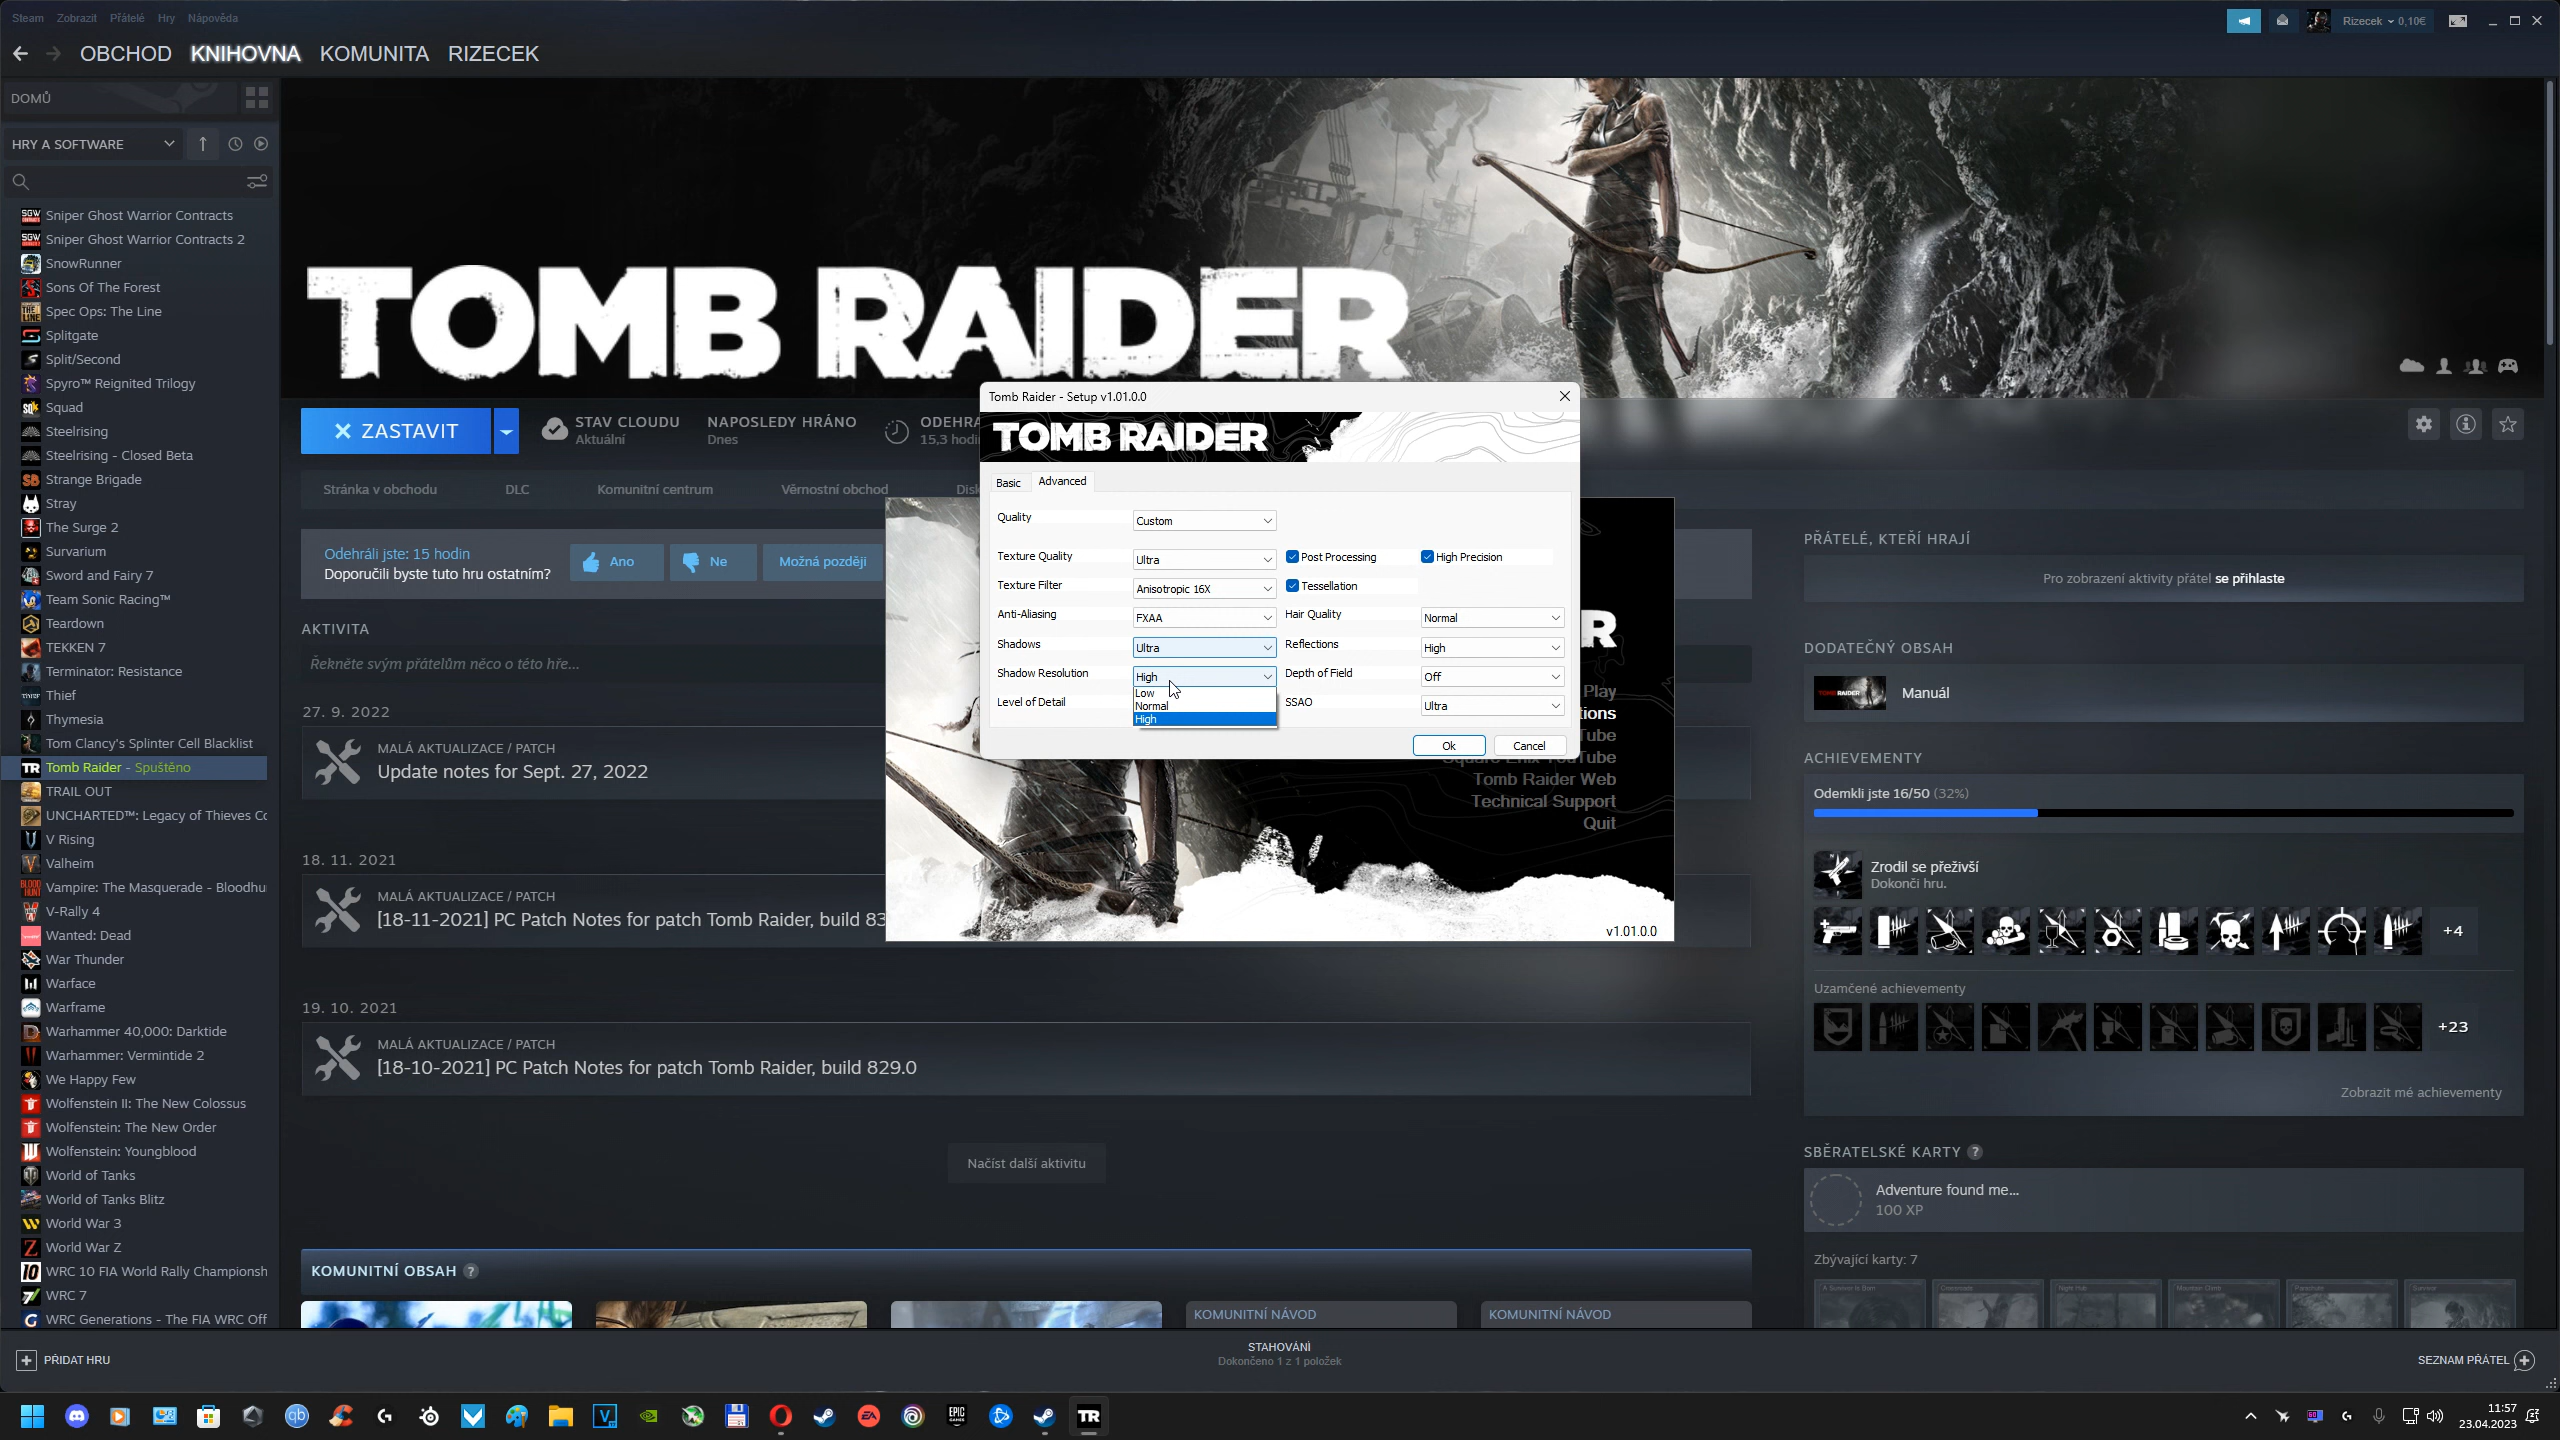 Steam Zobrazit Přátelé Hry Nápověda
Rizecek 0,10€
OBCHOD KNIHOVNA KOMUNITA RIZECEK
DOMŮ
HRY A SOFTWARE
Sniper Ghost Warrior Contracts
Sniper Ghost Warrior Contracts 2
SnowRunner
Sons Of The Forest
Spec Ops: The Line
Splitgate
Split/Second
Spyro™ Reignited Trilogy
Squad
Steelrising
Steelrising - Closed Beta
Strange Brigade
Stray
The Surge 2
Survarium
Sword and Fairy 7
Team Sonic Racing™
Teardown
TEKKEN 7
Terminator: Resistance
Thief
Thymesia
Tom Clancy's Splinter Cell Blacklist
Tomb Raider - Spuštěno
TRAIL OUT
UNCHARTED™: Legacy of Thieves Co
V Rising
Valheim
Vampire: The Masquerade - Bloodhu
V-Rally 4
Wanted: Dead
War Thunder
Warface
Warframe
Warhammer 40,000: Darktide
Warhammer: Vermintide 2
We Happy Few
Wolfenstein II: The New Colossus
Wolfenstein: The New Order
Wolfenstein: Youngblood
World of Tanks
World of Tanks Blitz
World War 3
World War Z
WRC 10 FIA World Rally Championsh
WRC 7
WRC Generations - The FIA WRC Off
PŘIDAT HRU
TOMB RAIDER
ZASTAVIT
STAV CLOUDU
Aktuální
NAPOSLEDY HRÁNO
Dnes
ODEHRA
15,3 hodi
Stránka v obchodu DLC Komunitní centrum Věrnostní obchod Disk
Odehráli jste: 15 hodin
Doporučili byste tuto hru ostatním?
Ano
Ne
Možná později
AKTIVITA
Řekněte svým přátelům něco o této hře...
27. 9. 2022
MALÁ AKTUALIZACE / PATCH
Update notes for Sept. 27, 2022
18. 11. 2021
MALÁ AKTUALIZACE / PATCH
[18-11-2021] PC Patch Notes for patch Tomb Raider, build 83
19. 10. 2021
MALÁ AKTUALIZACE / PATCH
[18-10-2021] PC Patch Notes for patch Tomb Raider, build 829.0
Načíst další aktivitu
KOMUNITNÍ OBSAH ?
KOMUNITNÍ NÁVOD
KOMUNITNÍ NÁVOD
Tomb Raider - Setup v1.01.0.0
TOMB RAIDER
Basic Advanced
Quality Custom
Texture Quality Ultra Post Processing High Precision
Texture Filter Anisotropic 16X Tessellation
Anti-Aliasing FXAA Hair Quality Normal
Shadows Ultra Reflections High
Shadow Resolution High Depth of Field Off
Low
Normal
High
Level of Detail SSAO Ultra
Ok Cancel
R
Play
tions
Tube
Square Enix YouTube
Tomb Raider Web
Technical Support
Quit
v1.01.0.0
PŘÁTELÉ, KTEŘÍ HRAJÍ
Pro zobrazení aktivity přátel se přihlaste
DODATEČNÝ OBSAH
Manuál
ACHIEVEMENTY
Odemkli jste 16/50 (32%)
Zrodil se přeživší
Dokonči hru.
+4
Uzamčené achievementy
+23
Zobrazit mé achievementy
SBĚRATELSKÉ KARTY ?
Adventure found me...
100 XP
Zbývající karty: 7
STAHOVÁNÍ
Dokončeno 1 z 1 položek
SEZNAM PŘÁTEL
11:57
23.04.2023